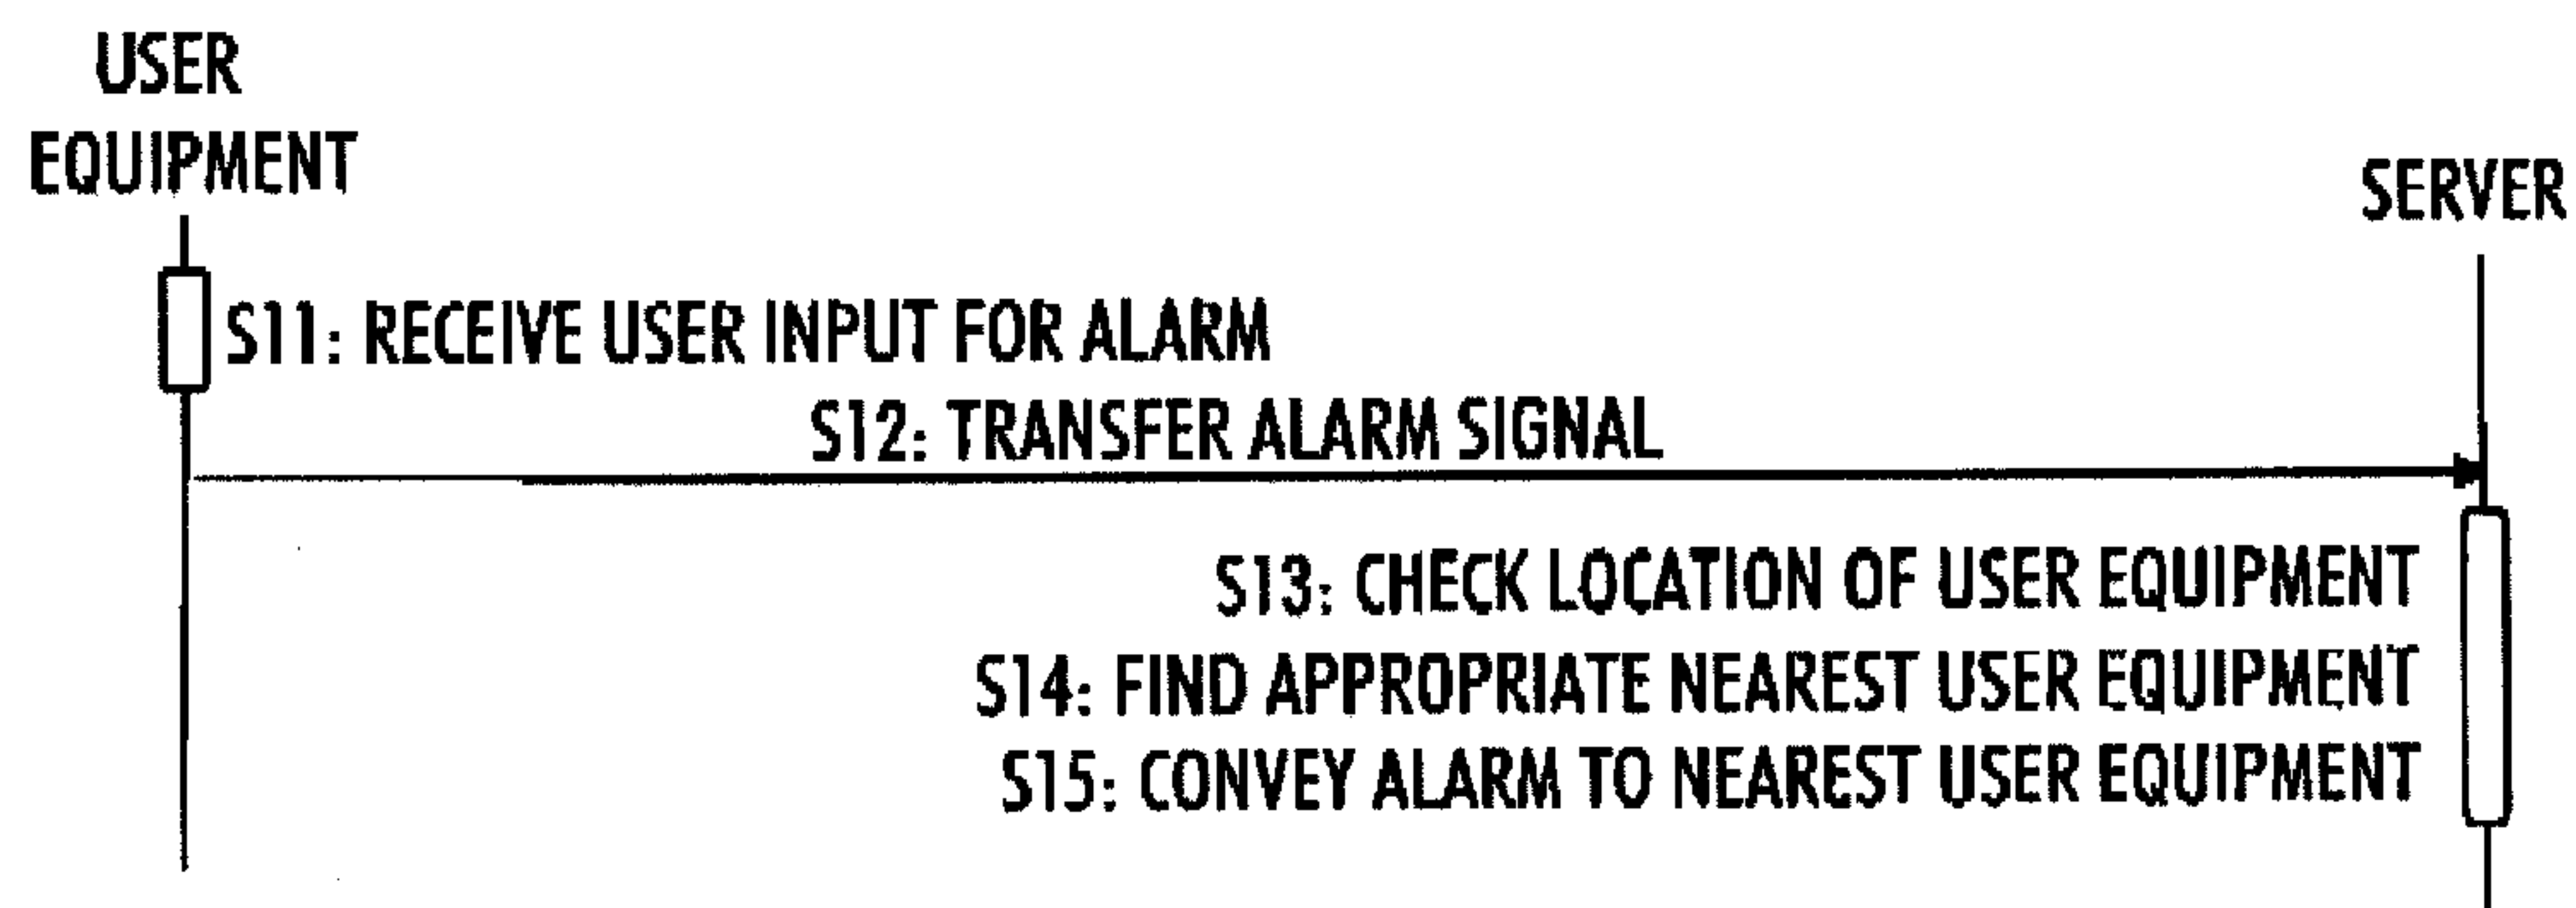 USER
EQUIPMENT
SERVER
S11: RECEIVE USER INPUT FOR ALARM
S12: TRANSFER ALARM SIGNAL
S13: CHECK LOCATION OF USER EQUIPMENT
S14: FIND APPROPRIATE NEAREST USER EQUIPMENT
S15: CONVEY ALARM TO NEAREST USER EQUIPMENT